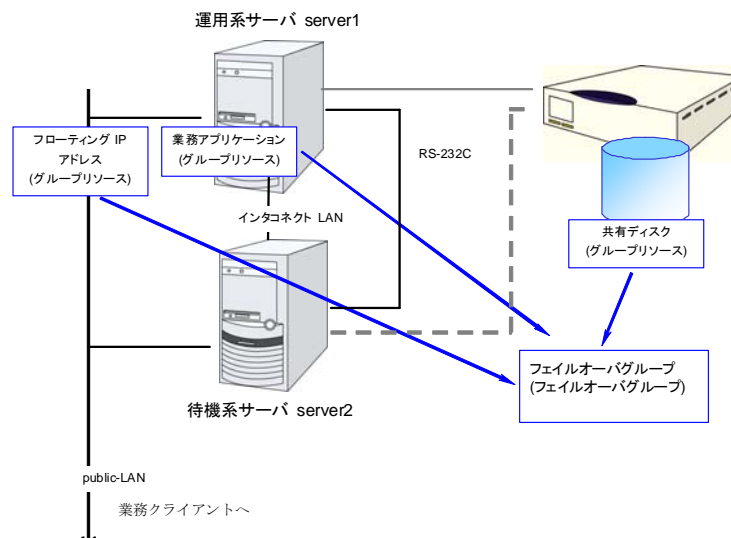 運用系サーバ server1
フローティング IP
アドレス
(グループリソース)
業務アプリケーション
(グループリソース)
RS-232C
インタコネクト LAN
共有ディスク
(グループリソース)
フェイルオーバグループ
(フェイルオーバグループ)
待機系サーバ server2
public-LAN
業務クライアントへ